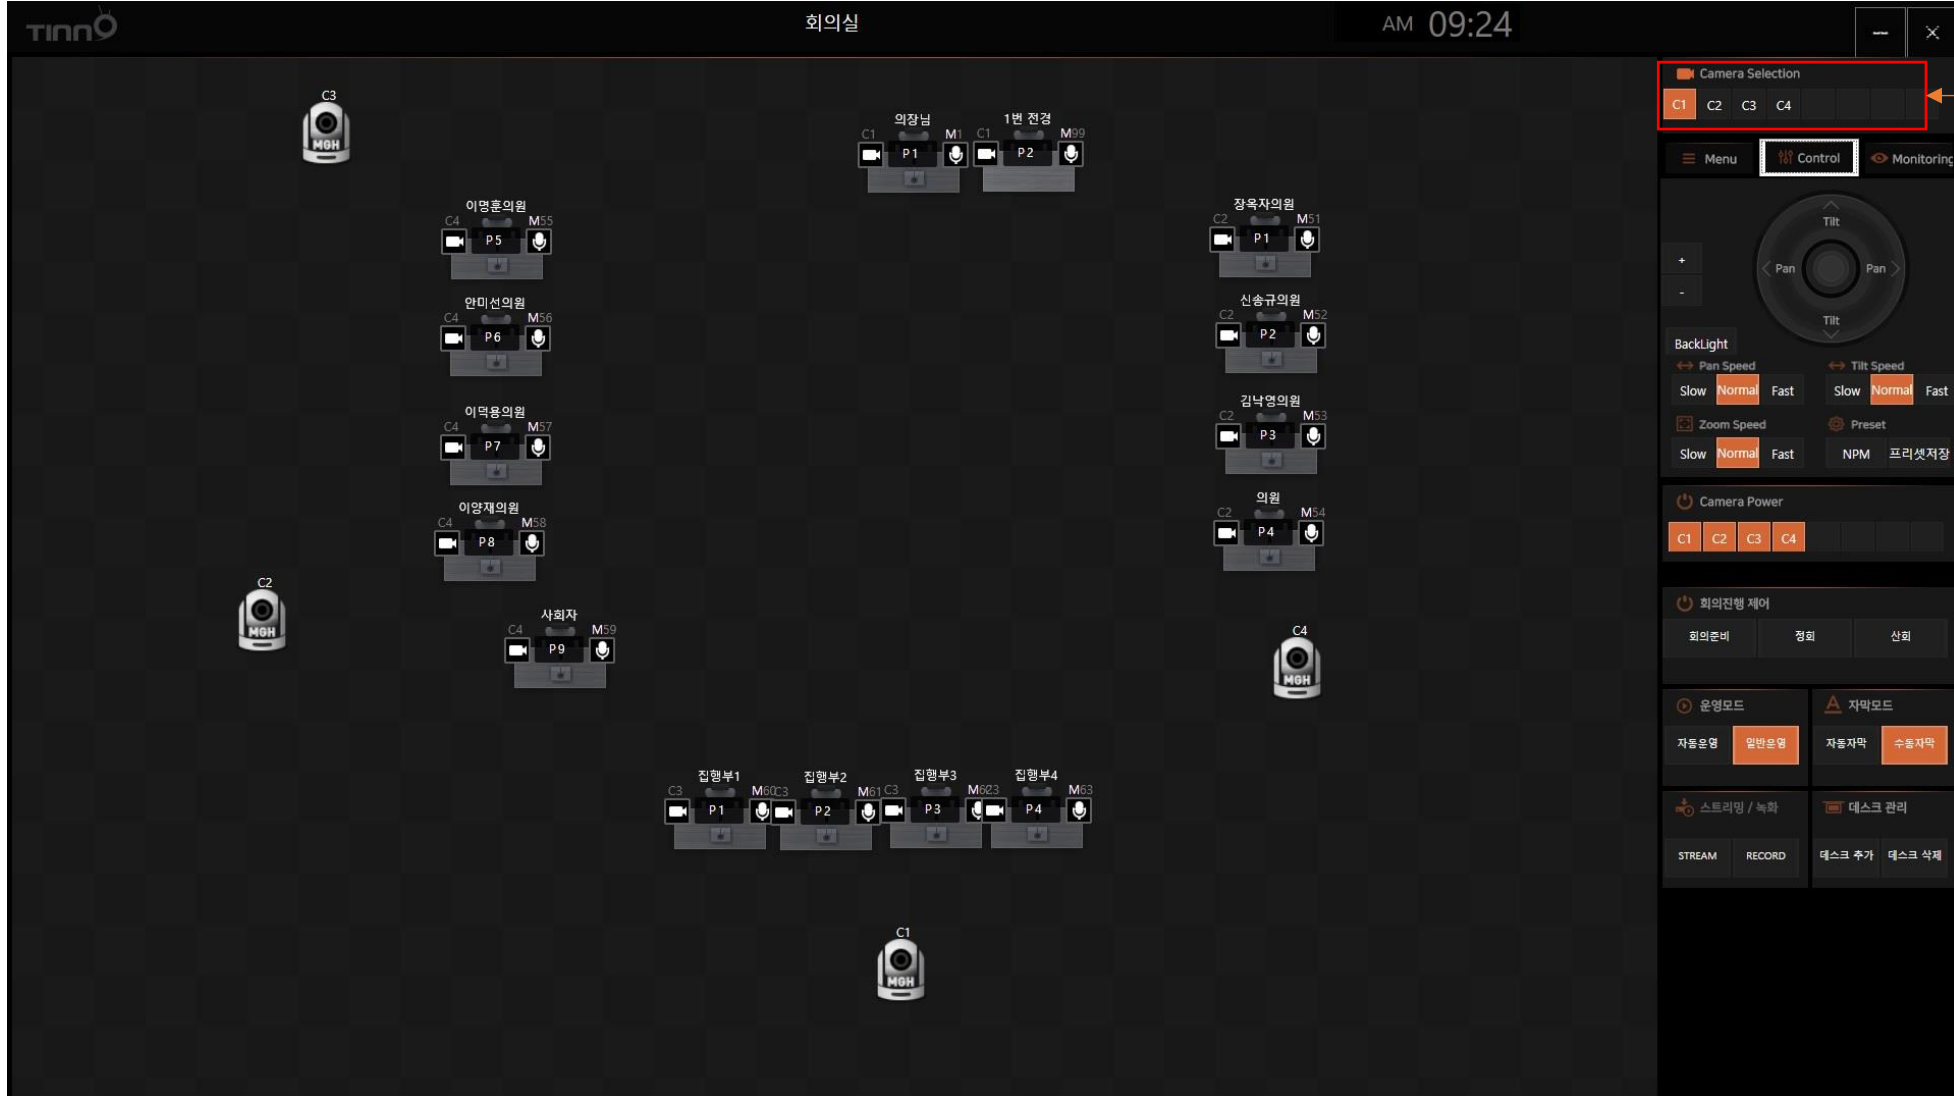 TINNO
회의실
AM 09:24
C3
MGH
의장님
C1 M1
P1
1번 전경
C1 M99
P2
이명훈의원
C4 M55
P5
안미선의원
C4 M56
P6
이덕용의원
C4 M57
P7
이양재의원
C4 M58
P8
사회자
C4 M59
P9
장옥자의원
C2 M51
P1
신송규의원
C2 M52
P2
김낙영의원
C2 M53
P3
의원
C2 M54
P4
C2
MGH
C4
MGH
집행부1
C3 M60
P1
집행부2
C3 M61
P2
집행부3
C3 M62
P3
집행부4
C3 M63
P4
C1
MGH
Camera Selection
C1 C2 C3 C4
Menu Control Monitoring
Tilt
+
Pan Pan
-
Tilt
BackLight
Pan Speed Tilt Speed
Slow Normal Fast Slow Normal Fast
Zoom Speed Preset
Slow Normal Fast NPM 프리셋저장
Camera Power
C1 C2 C3 C4
회의진행 제어
회의준비 정회 산회
운영모드 자막모드
자동운영 일반운영 자동자막 수동자막
스트리밍 / 녹화 데스크 관리
STREAM RECORD 데스크 추가 데스크 삭제